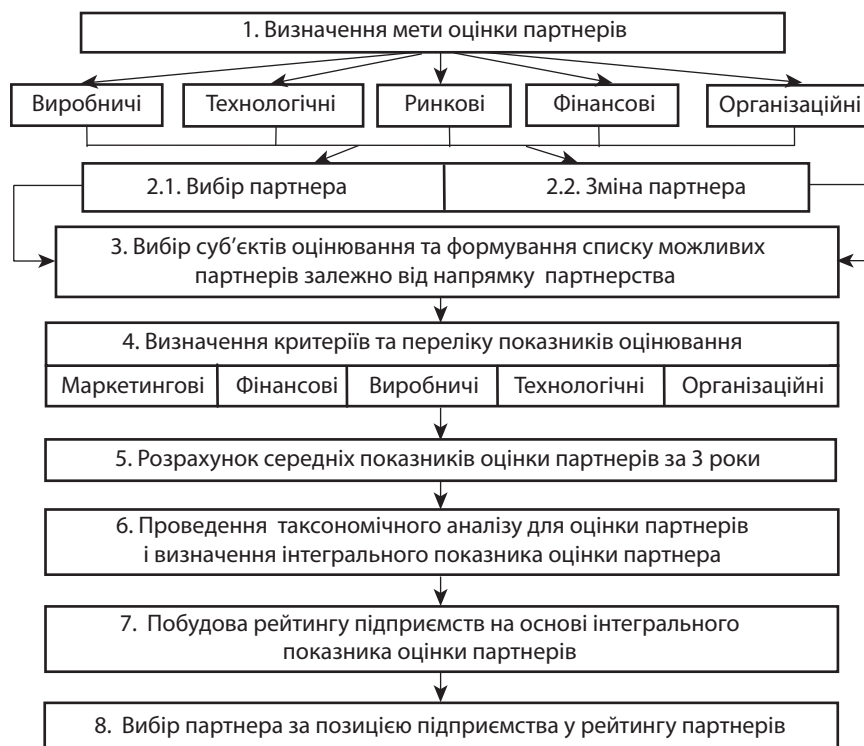 1. Визначення мети оцінки партнерів
Виробничі Технологічні Ринкові Фінансові Організаційні
2.1. Вибір партнера 2.2. Зміна партнера
3. Вибір суб’єктів оцінювання та формування списку можливих
партнерів залежно від напрямку партнерства
4. Визначення критеріїв та переліку показників оцінювання
Маркетингові Фінансові Виробничі Технологічні Організаційні
5. Розрахунок середніх показників оцінки партнерів за 3 роки
6. Проведення таксономічного аналізу для оцінки партнерів
і визначення інтегрального показника оцінки партнера
7. Побудова рейтингу підприємств на основі інтегрального
показника оцінки партнерів
8. Вибір партнера за позицією підприємства у рейтингу партнерів